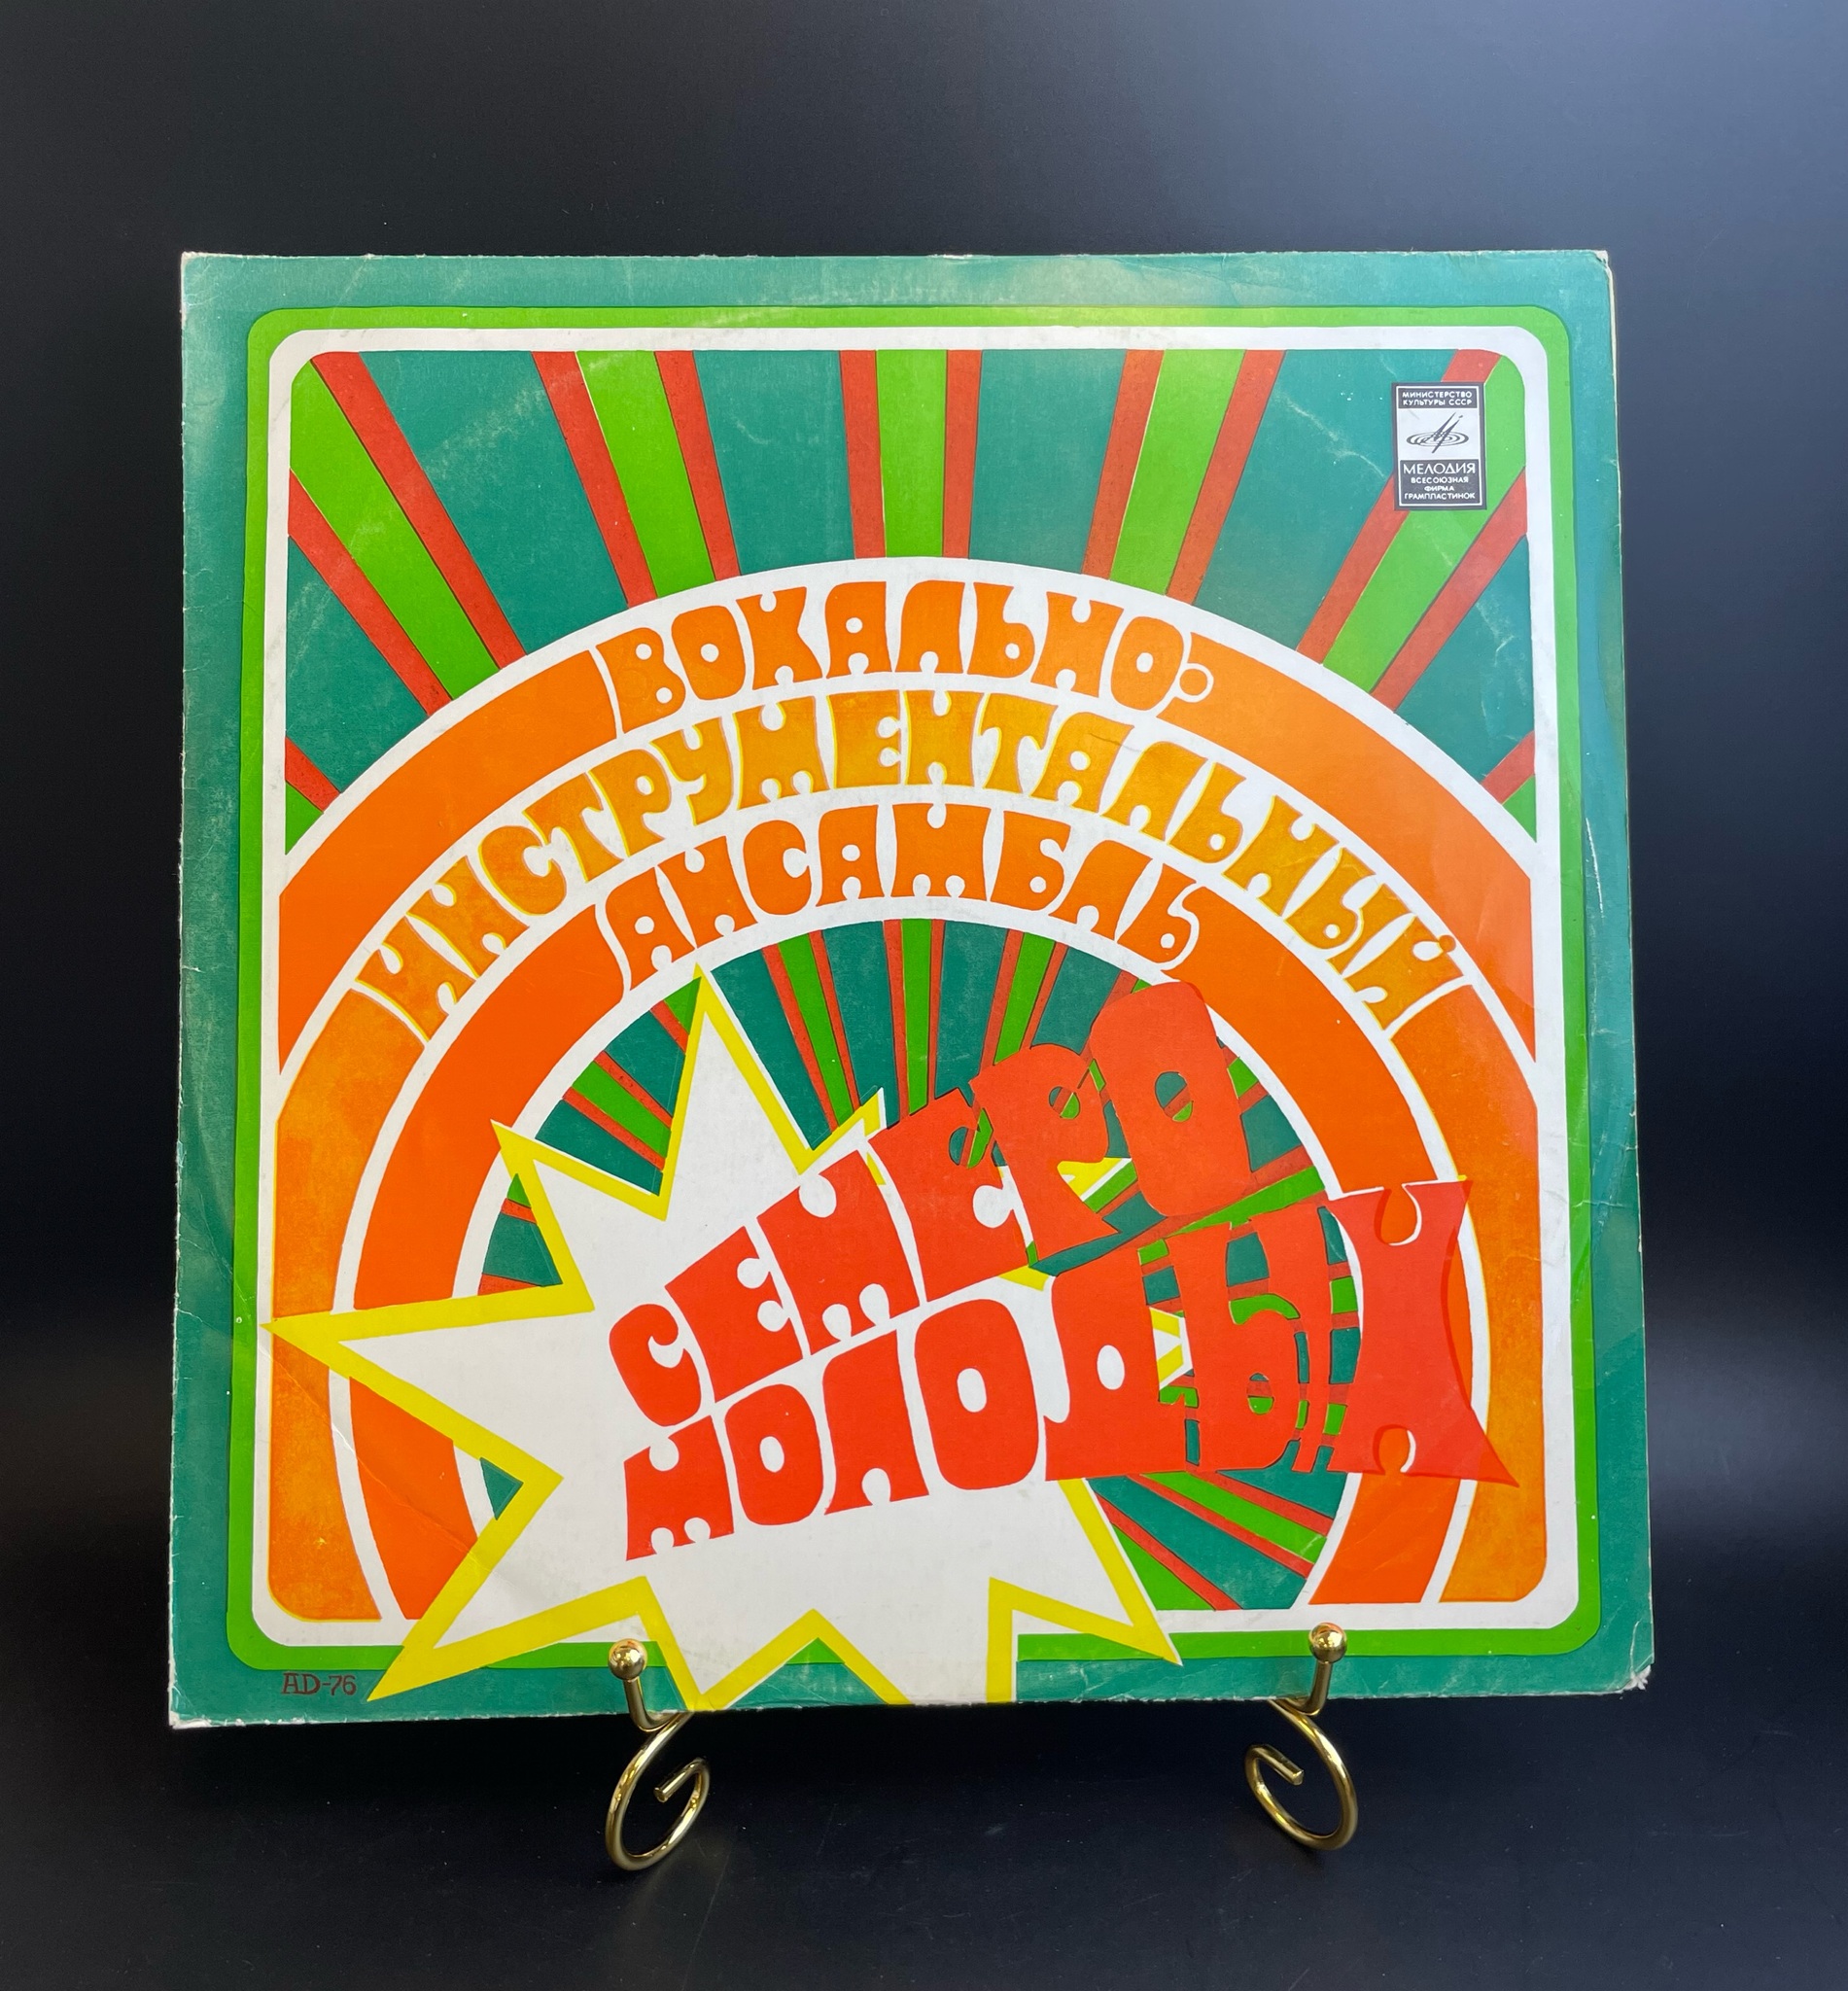 МИНИСТЕРСТВО
КУЛЬТУРЫ СССР
МЕЛОДИЯ
ВСЕСОЮЗНАЯ
ФИРМА
ГРАМПЛАСТИНОК
ВОКАЛЬНО-
ИНСТРУМЕНТАЛЬНЫЙ
АНСАМБЛЬ
СЕМЕРО
МОЛОДЫХ
AD-76